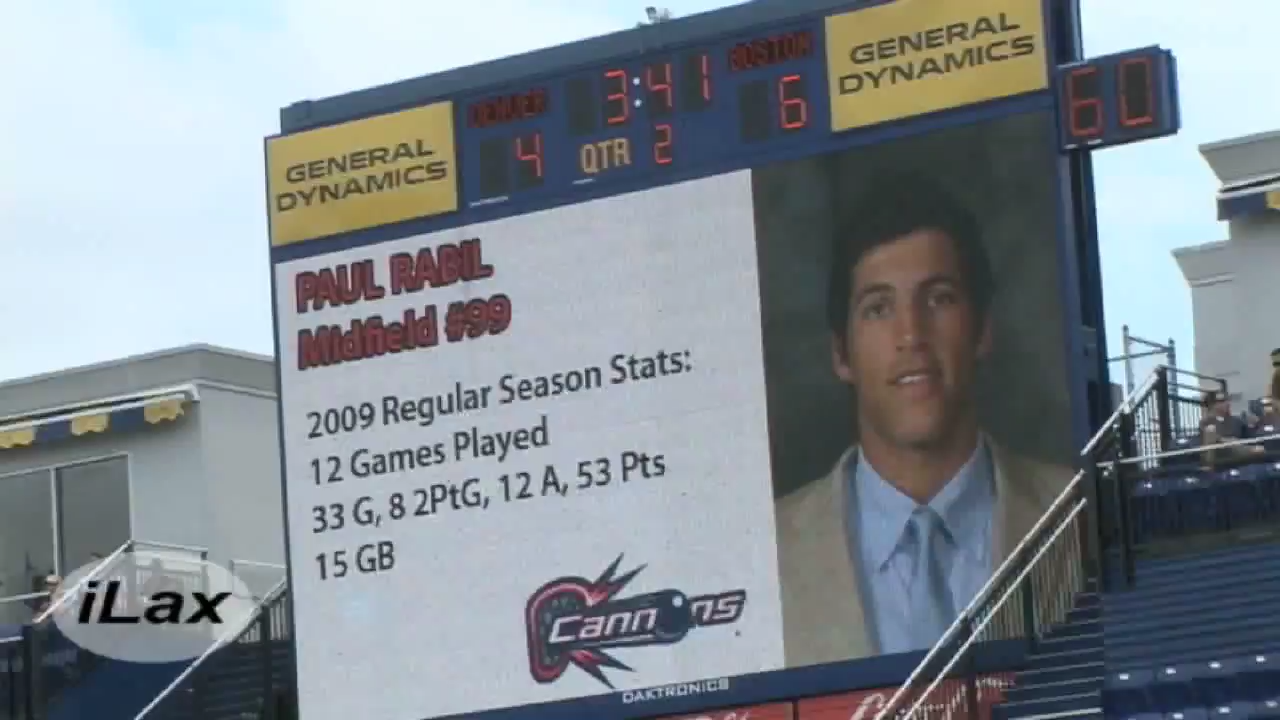 GENERAL DYNAMICS
DENVER 3:41 BOSTON
4 QTR 2 6
GENERAL DYNAMICS
60
PAUL RABIL
Midfield #99
2009 Regular Season Stats:
12 Games Played
33 G, 8 2PtG, 12 A, 53 Pts
15 GB
Cannons
DAKTRONICS
iLax